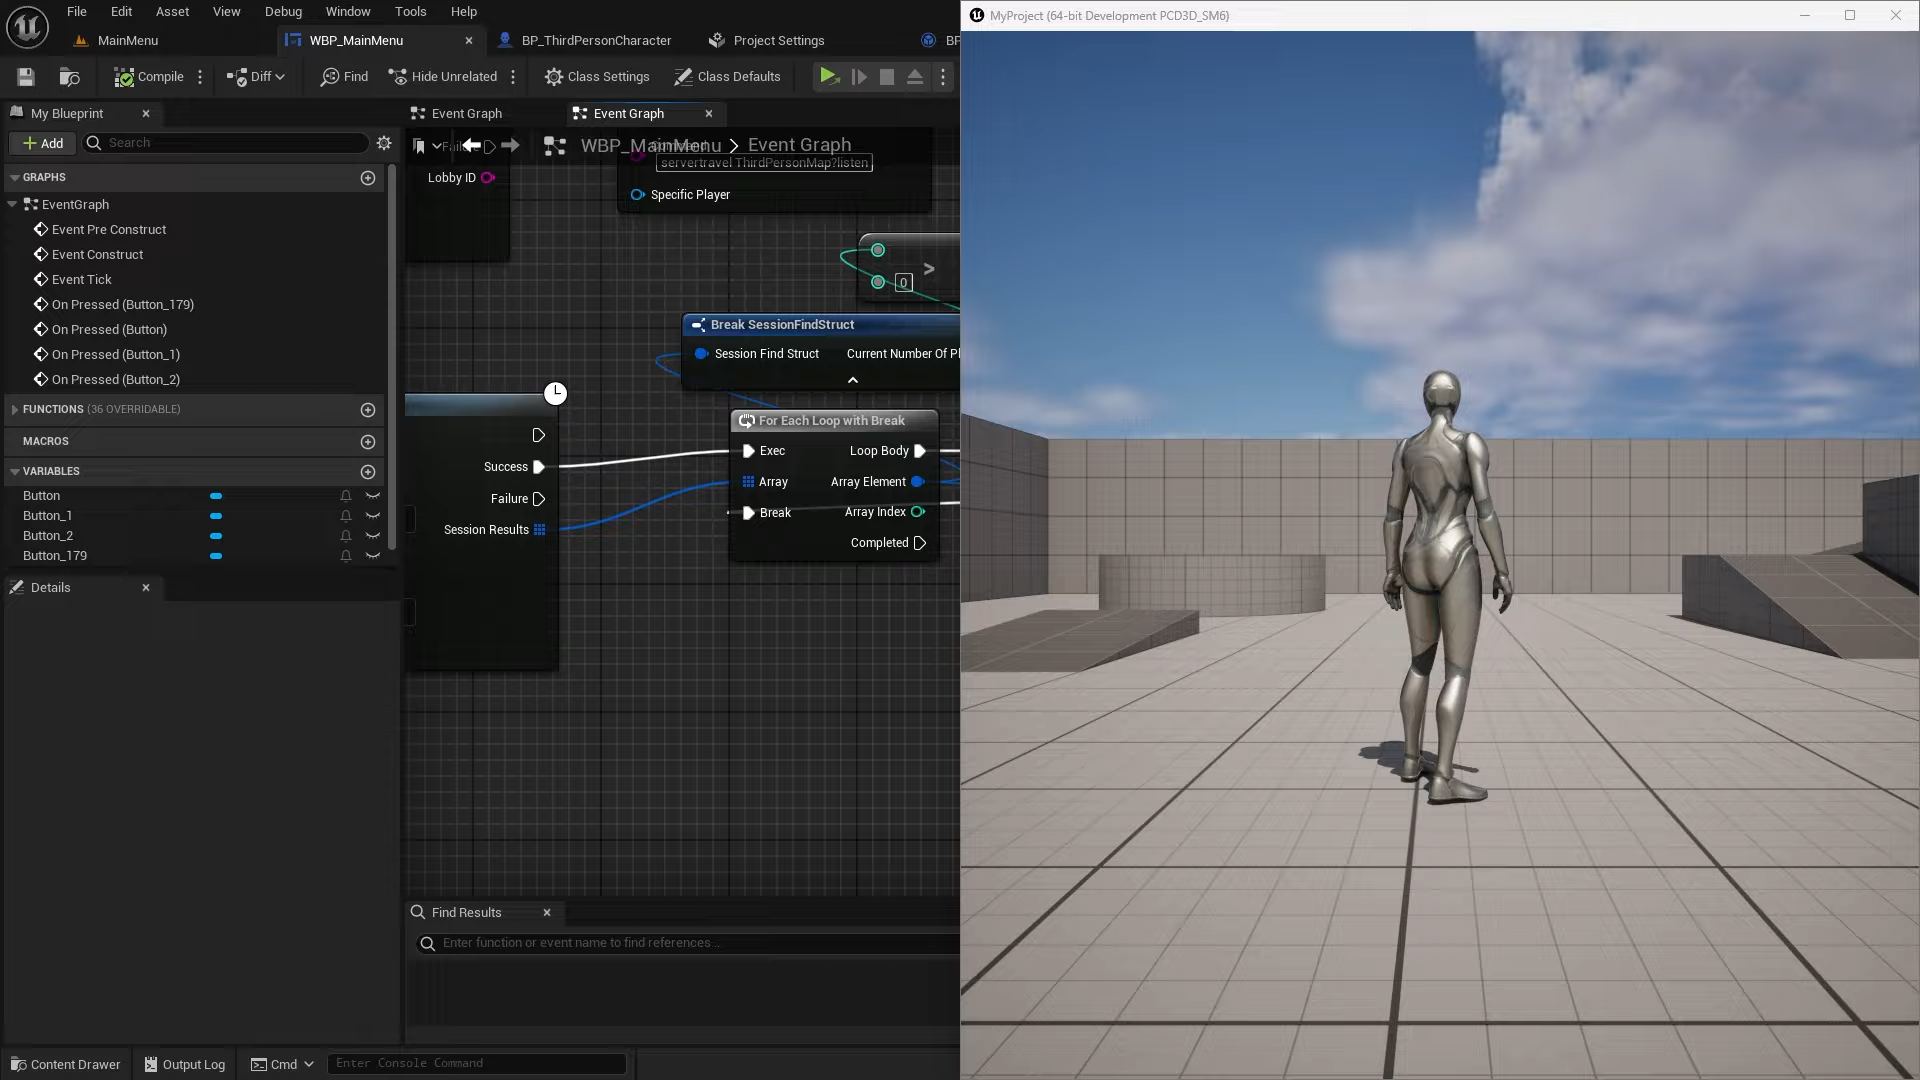 File Edit Asset View Debug Window Tools Help
MyProject (64-bit Development PCD3D_SM6)
MainMenu
WBP_MainMenu
BP_ThirdPersonCharacter
Project Settings
BP
Compile
Diff
Find
Hide Unrelated
Class Settings
Class Defaults
My Blueprint
Event Graph
Event Graph
Add
Search
WBP_MainMenu > Event Graph
servertravel ThirdPersonMap?listen
GRAPHS
Lobby ID
Specific Player
EventGraph
Event Pre Construct
Event Construct
Event Tick
On Pressed (Button_179)
On Pressed (Button)
On Pressed (Button_1)
On Pressed (Button_2)
>
0
Break SessionFindStruct
Session Find Struct
Current Number Of Pl
FUNCTIONS (36 OVERRIDABLE)
MACROS
VARIABLES
Button
Button_1
Button_2
Button_179
Success
Failure
Session Results
For Each Loop with Break
Exec
Loop Body
Array
Array Element
Break
Array Index
Completed
Details
Find Results
Enter function or event name to find references...
Content Drawer
Output Log
Cmd
Enter Console Command